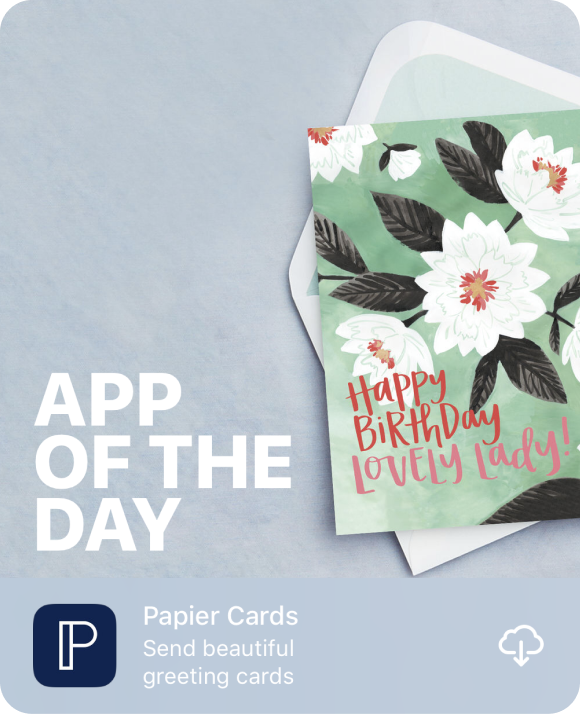 Happy
BiRthDay
LOVELY Lady!
APP
OF THE
DAY
P
Papier Cards
Send beautiful
greeting cards